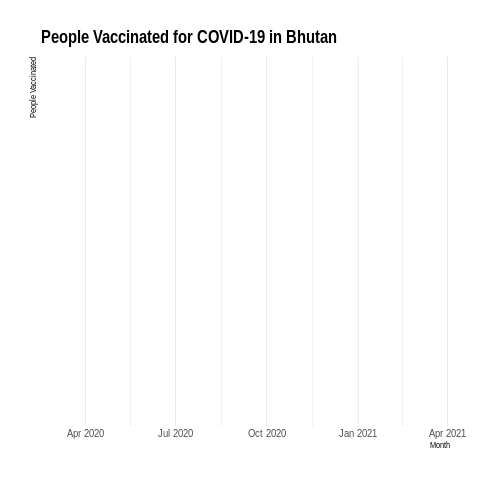 People Vaccinated for COVID-19 in Bhutan
People Vaccinated
Apr 2020
Jul 2020
Oct 2020
Jan 2021
Apr 2021
Month